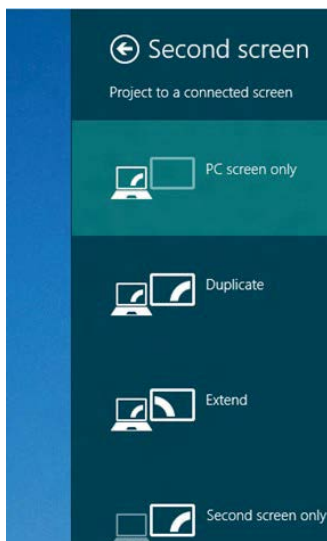 Second screen
Project to a connected screen
PC screen only
Duplicate
Extend
Second screen only